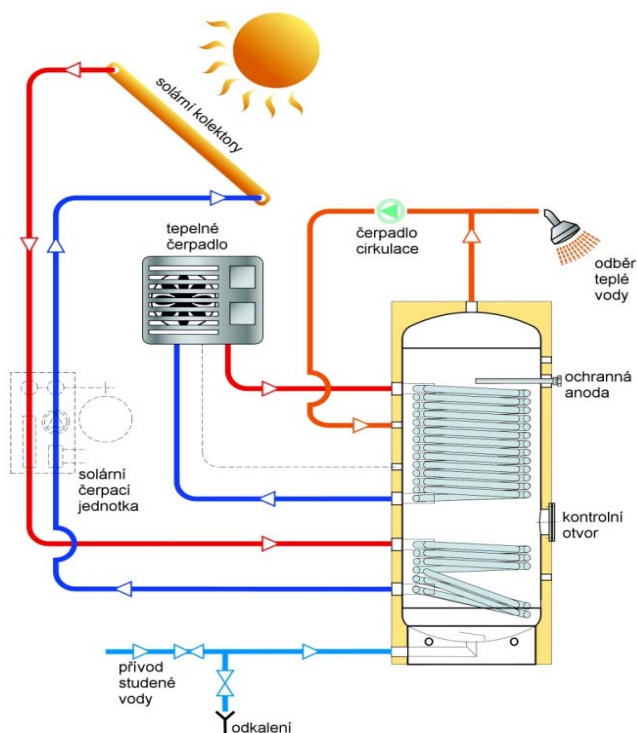 solární kolektory
tepelné
čerpadlo
čerpadlo
cirkulace
odběr
teplé
vody
ochranná
anoda
solární
čerpací
jednotka
kontrolní
otvor
přívod
studené
vody
odkalení